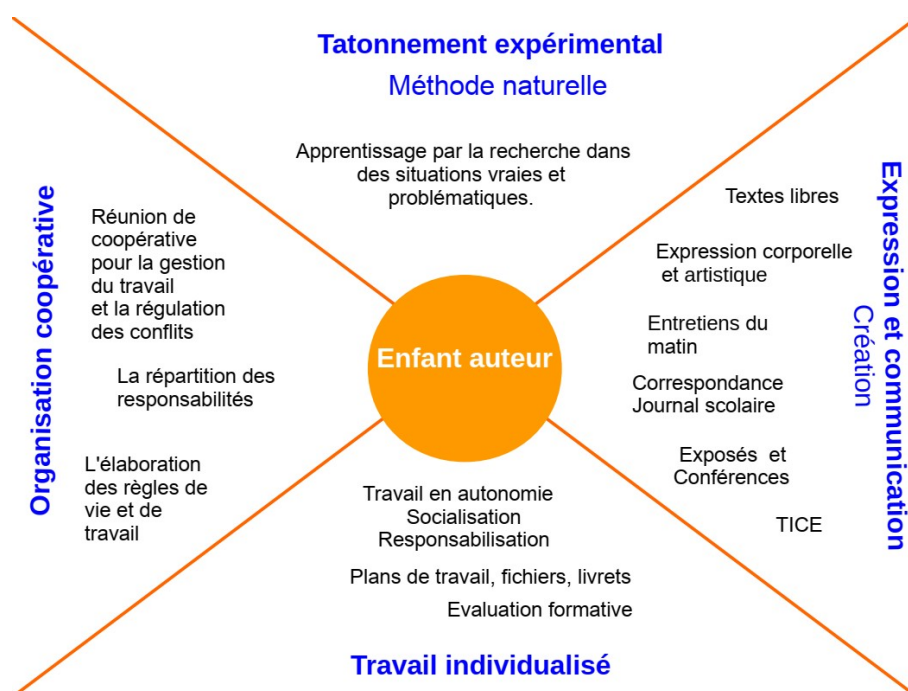 Tatonnement expérimental
Méthode naturelle
Apprentissage par la recherche dans
des situations vraies et
problématiques.
Organisation coopérative
Réunion de
coopérative
pour la gestion
du travail
et la régulation
des conflits
La répartition des
responsabilités
L'élaboration
des règles de
vie et de
travail
Enfant auteur
Expression et communication
Création
Textes libres
Expression corporelle
et artistique
Entretiens du
matin
Correspondance
Journal scolaire
Exposés et
Conférences
TICE
Travail en autonomie
Socialisation
Responsabilisation
Plans de travail, fichiers, livrets
Evaluation formative
Travail individualisé